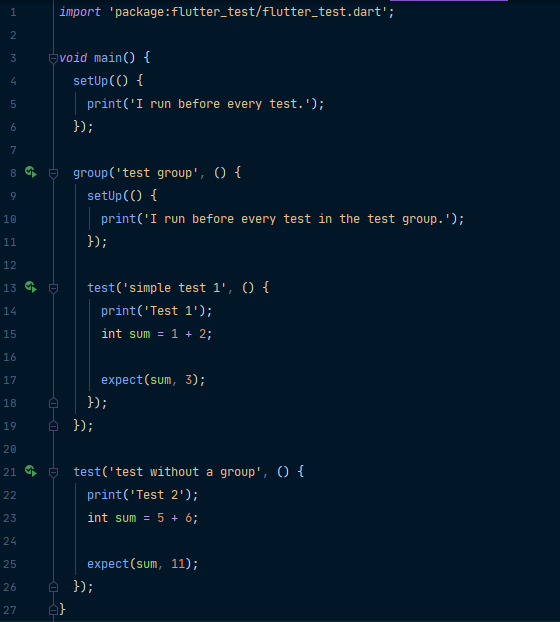 1 import 'package:flutter_test/flutter_test.dart';
2
3 void main() {
4   setUp(() {
5     print('I run before every test.');
6   });
7
8   group('test group', () {
9     setUp(() {
10       print('I run before every test in the test group.');
11     });
12
13     test('simple test 1', () {
14       print('Test 1');
15       int sum = 1 + 2;
16
17       expect(sum, 3);
18     });
19   });
20
21   test('test without a group', () {
22     print('Test 2');
23     int sum = 5 + 6;
24
25     expect(sum, 11);
26   });
27 }